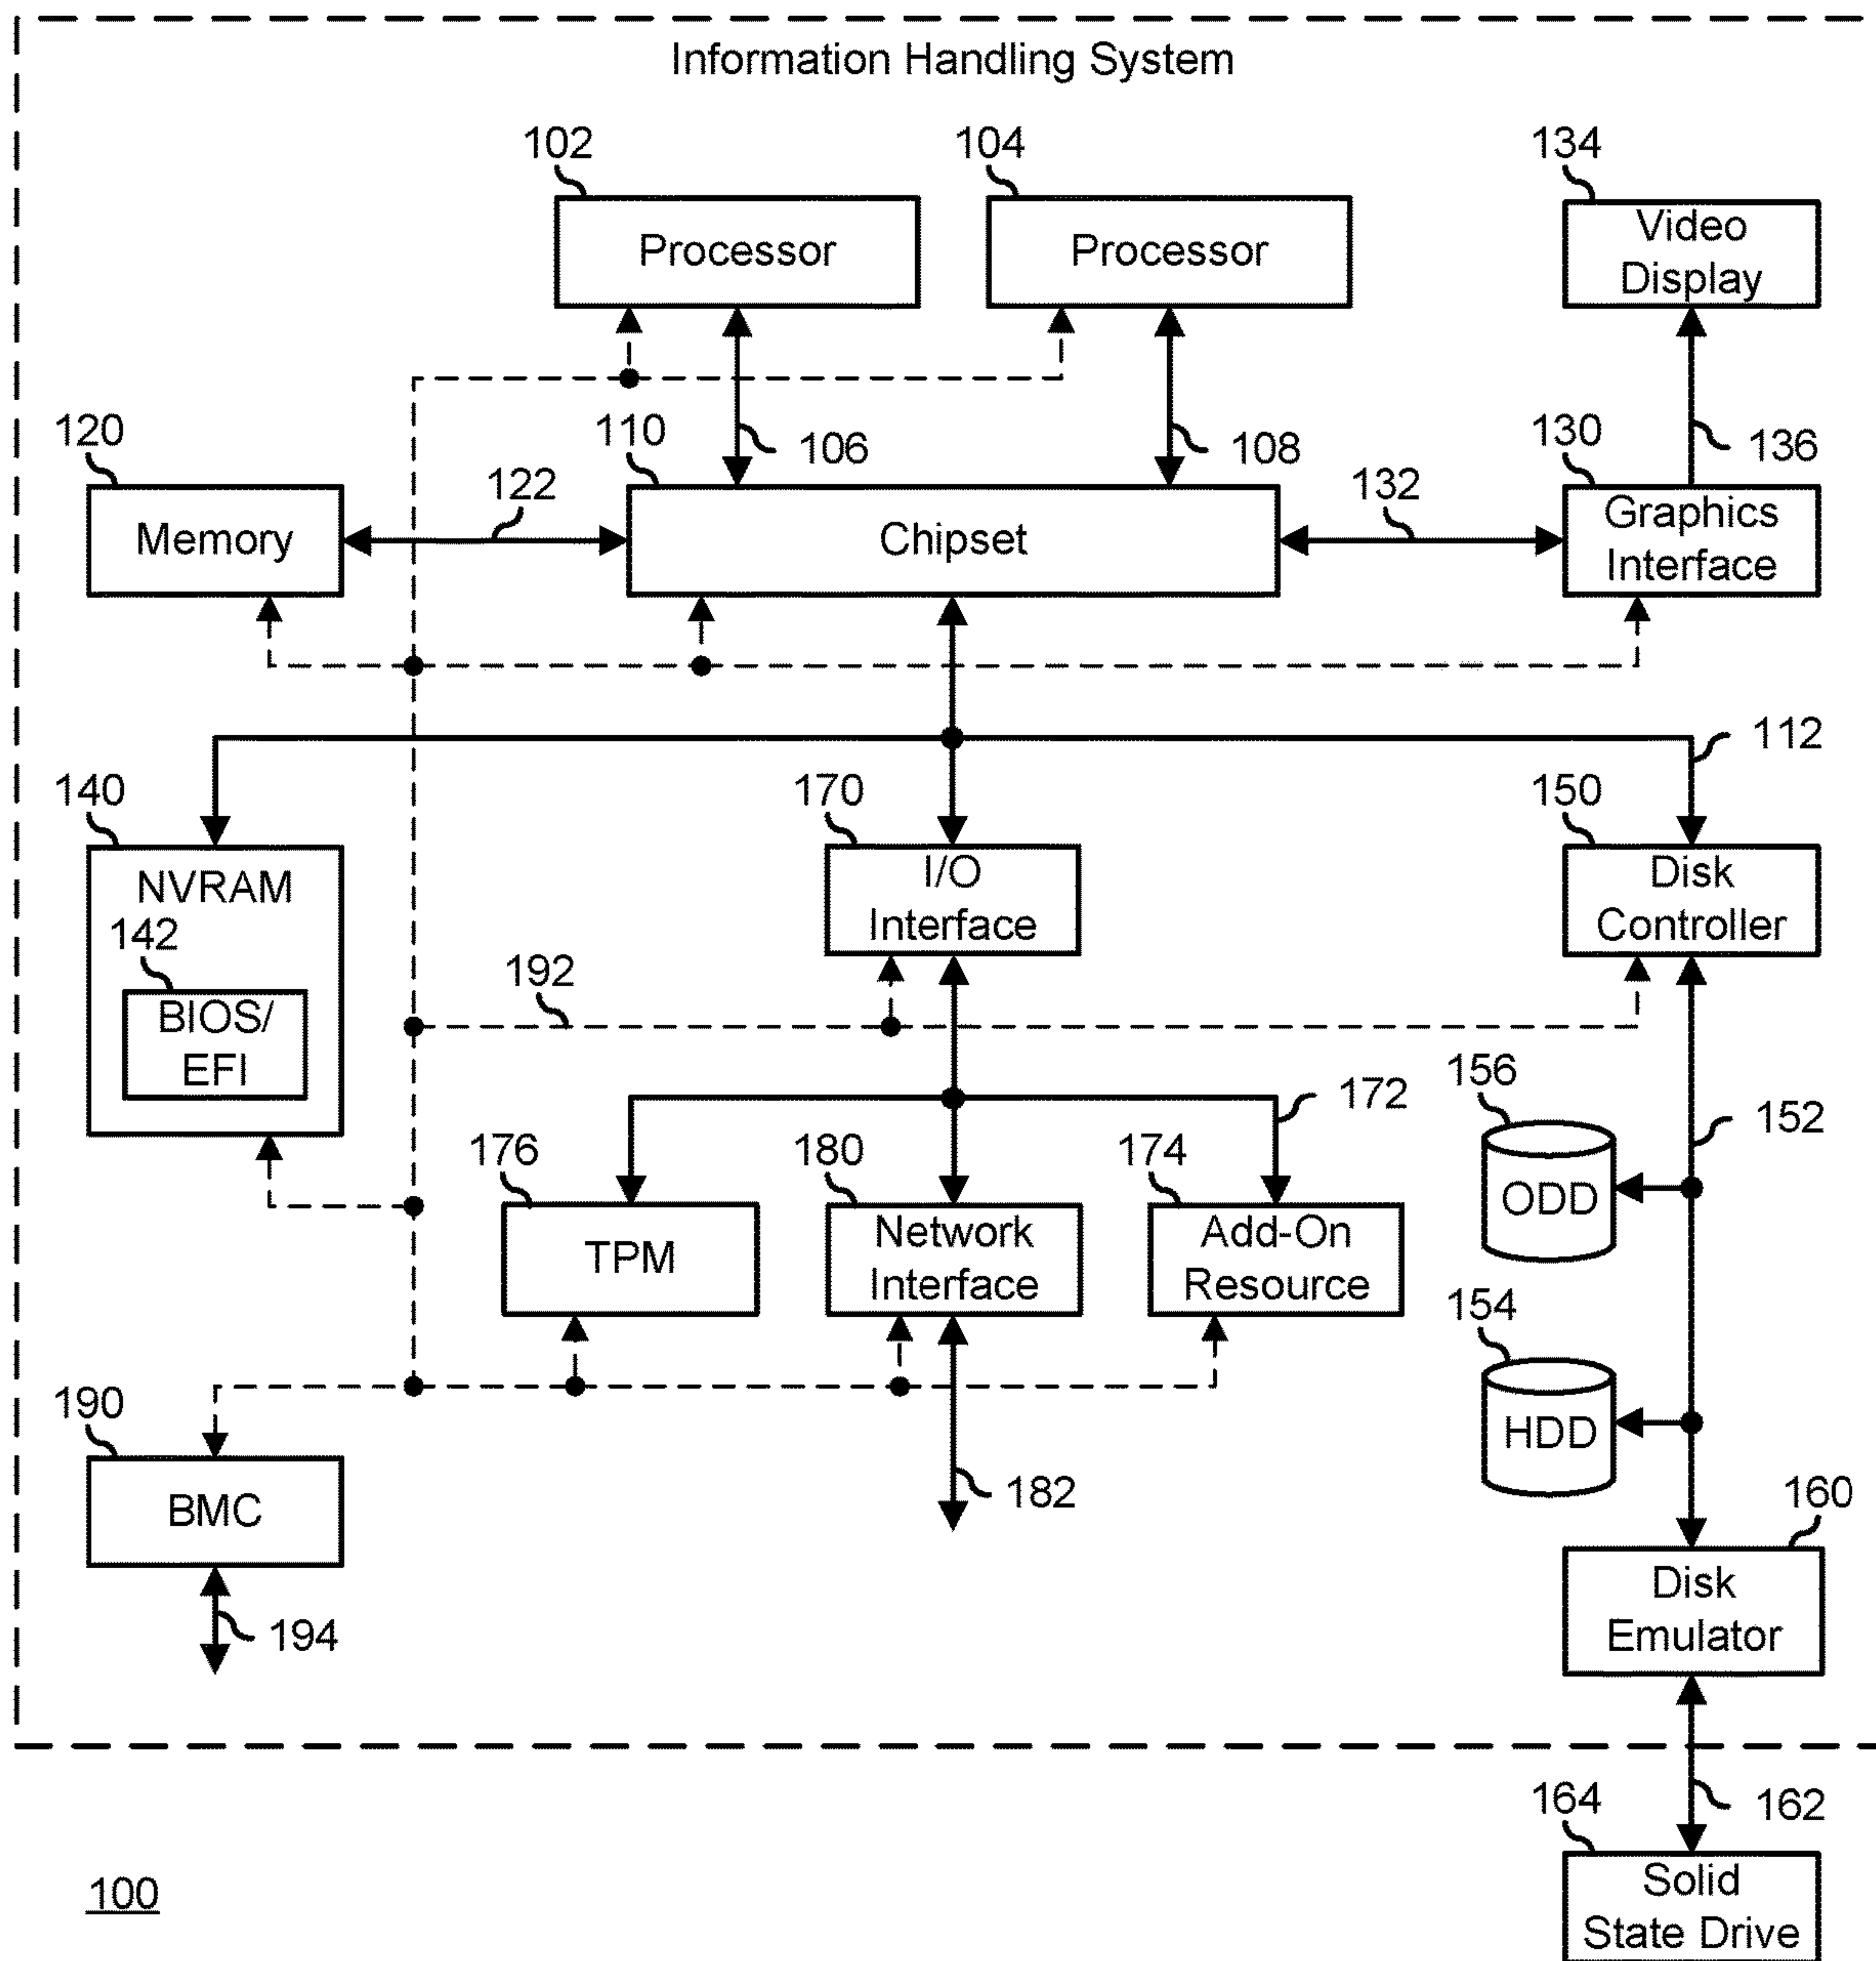 Information Handling System
102
104
134
Processor
Processor
Video
Display
120
110
106
108
130
136
122
132
Memory
Chipset
Graphics
Interface
112
140
170
150
NVRAM
I/O
Interface
Disk
Controller
142
192
BIOS/
EFI
156
172
152
176
180
174
TPM
Network
Interface
Add-On
Resource
ODD
154
190
HDD
182
BMC
160
194
Disk
Emulator
164
162
100
Solid
State Drive